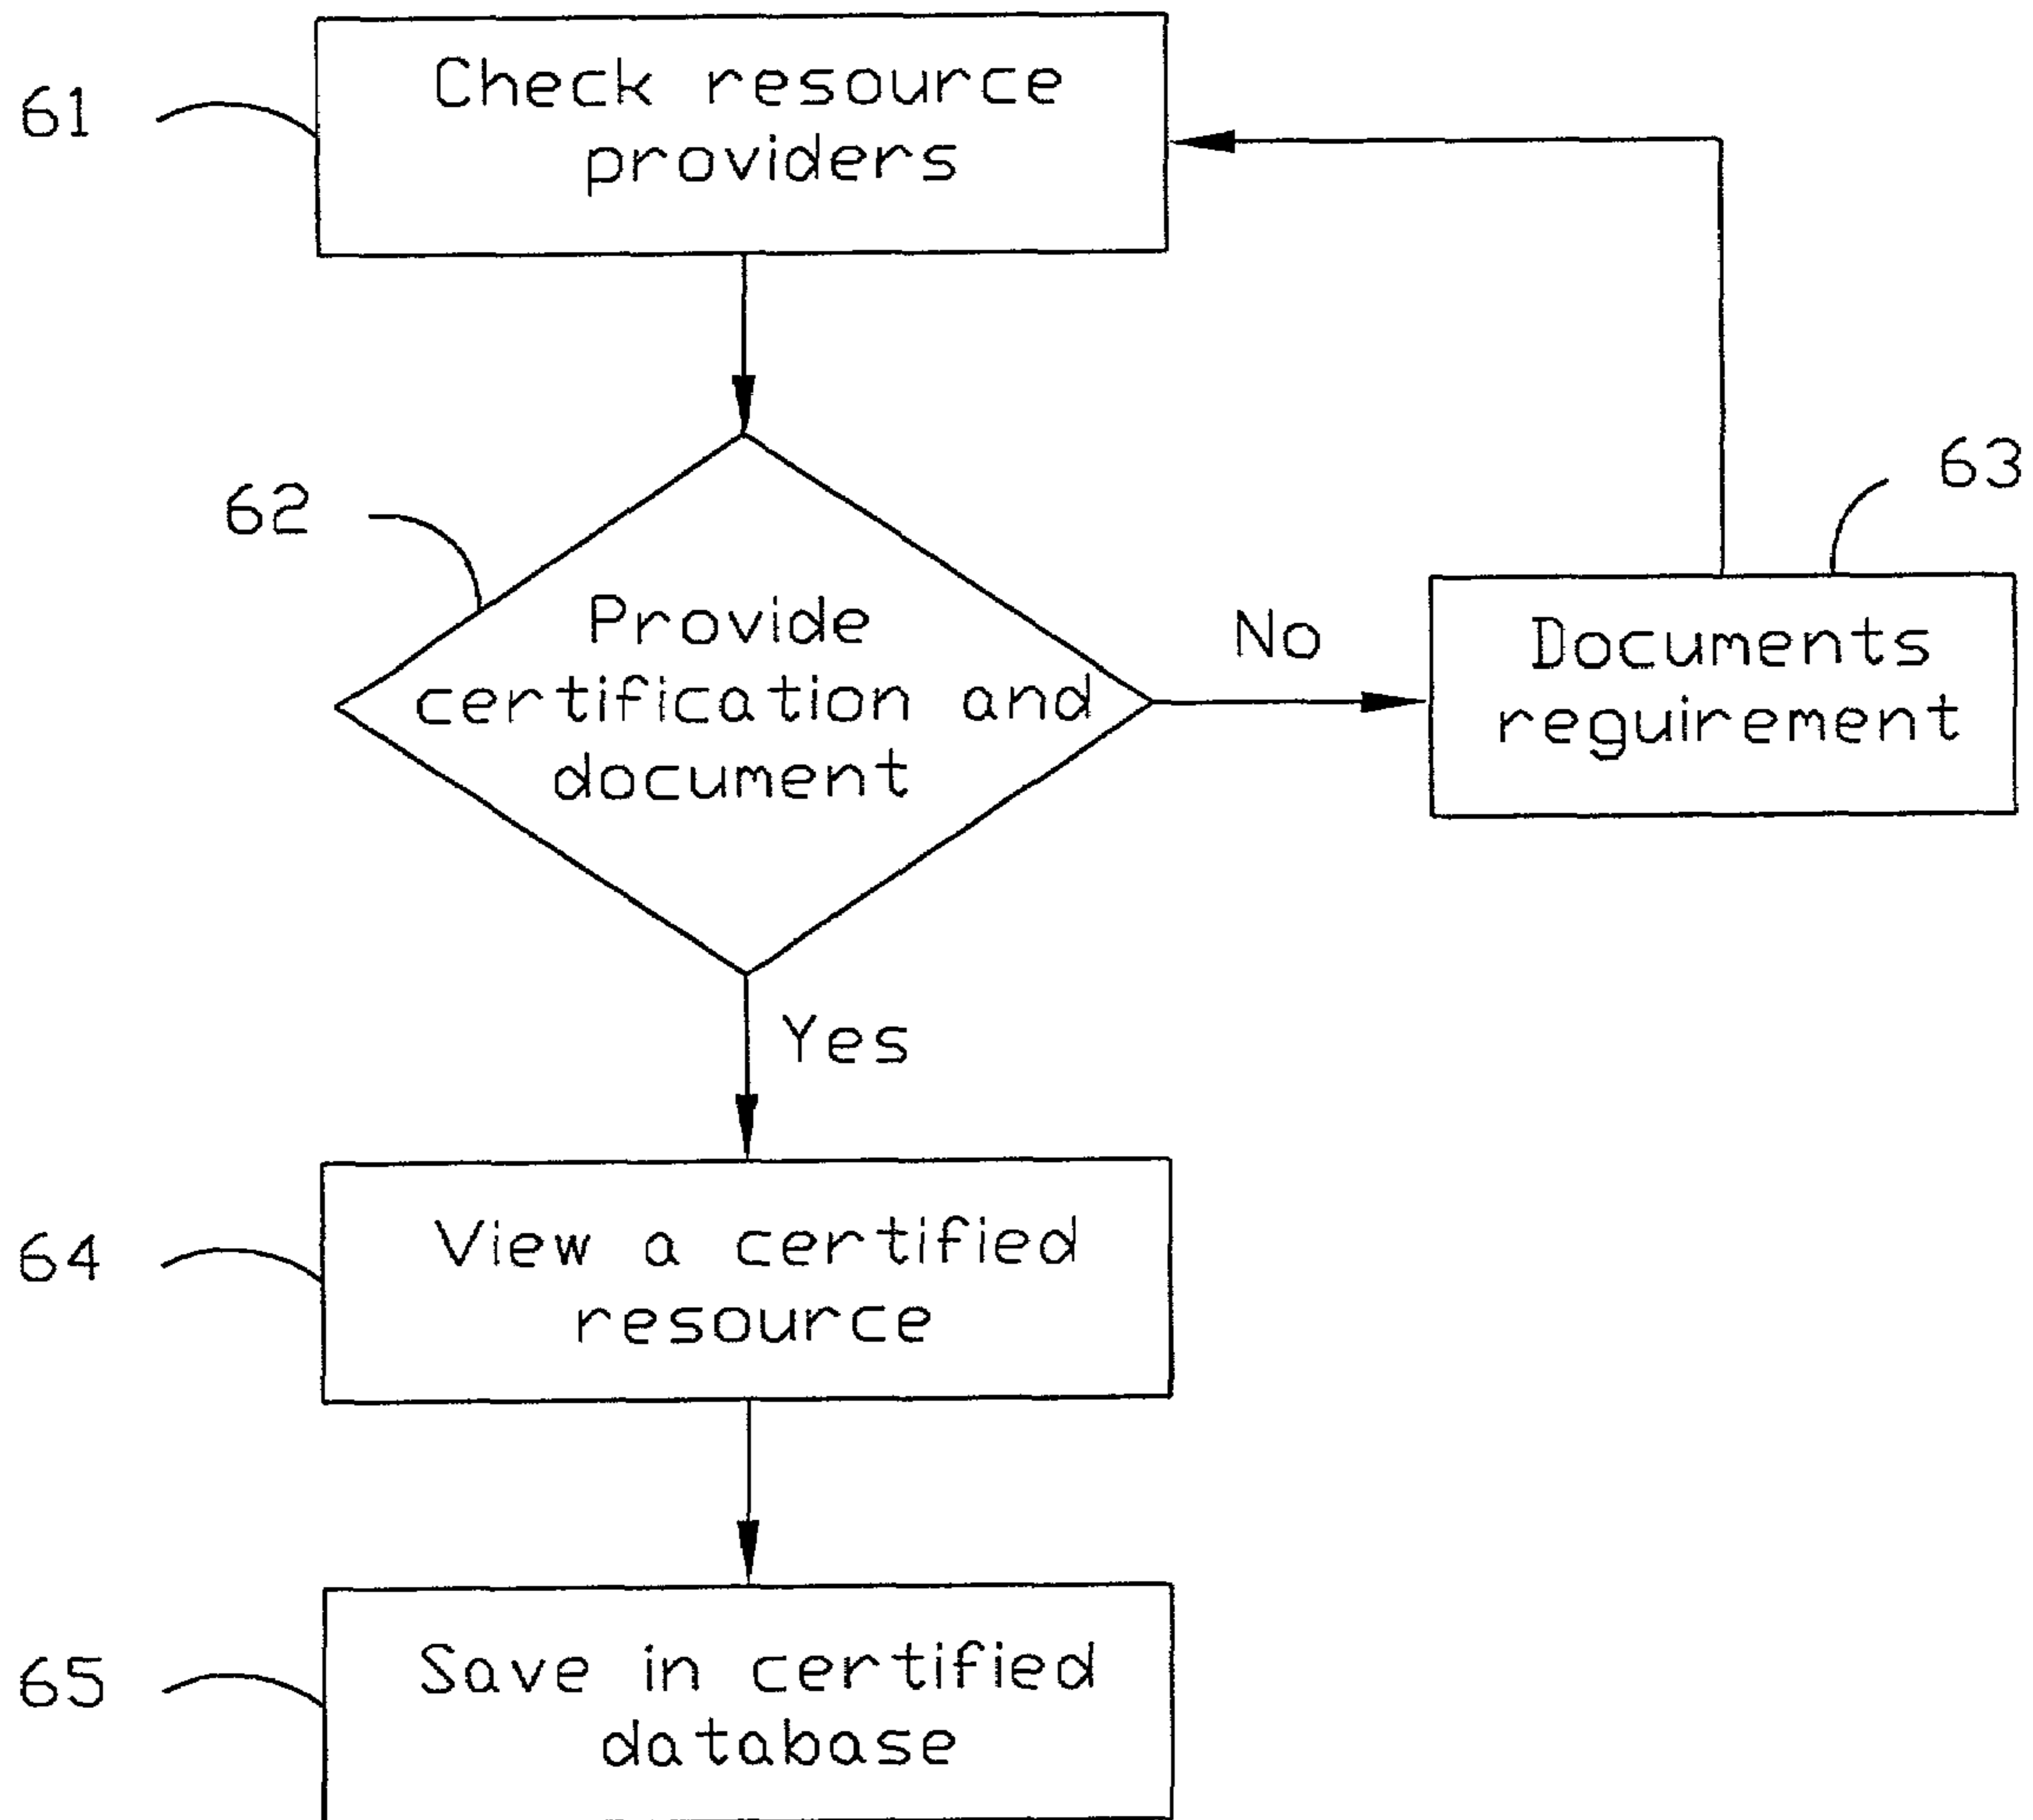 61
Check resource
providers
62
Provide
certification and
document
No
63
Documents
reguirement
Yes
64
View a certified
resource
65
Save in certified
database